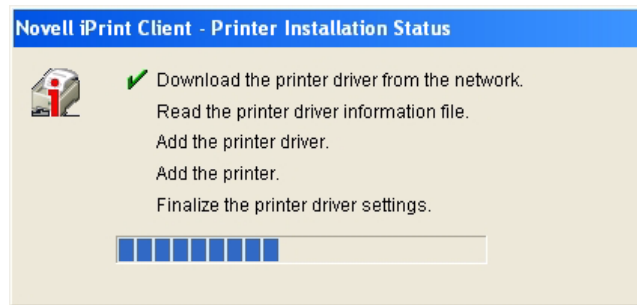 Novell iPrint Client - Printer Installation Status
Download the printer driver from the network.
Read the printer driver information file.
Add the printer driver.
Add the printer.
Finalize the printer driver settings.